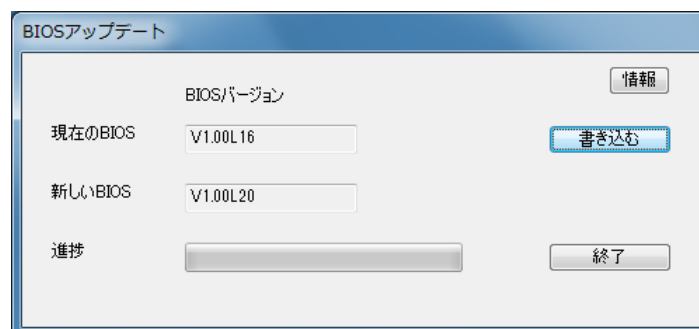 BIOSアップデート
情報
BIOSバージョン
現在のBIOS V1.00L16 書き込む
新しいBIOS V1.00L20
進捗 終了